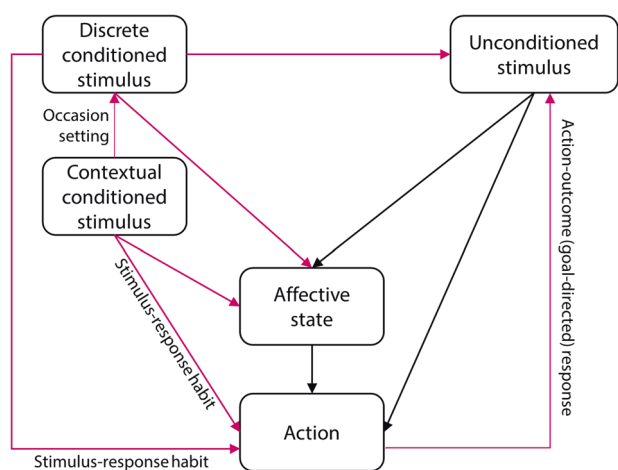 Discrete
conditioned
stimulus
Unconditioned
stimulus
Occasion
setting
Contextual
conditioned
stimulus
Stimulus-response habit
Action-outcome (goal-directed) response
Affective
state
Action
Stimulus-response habit